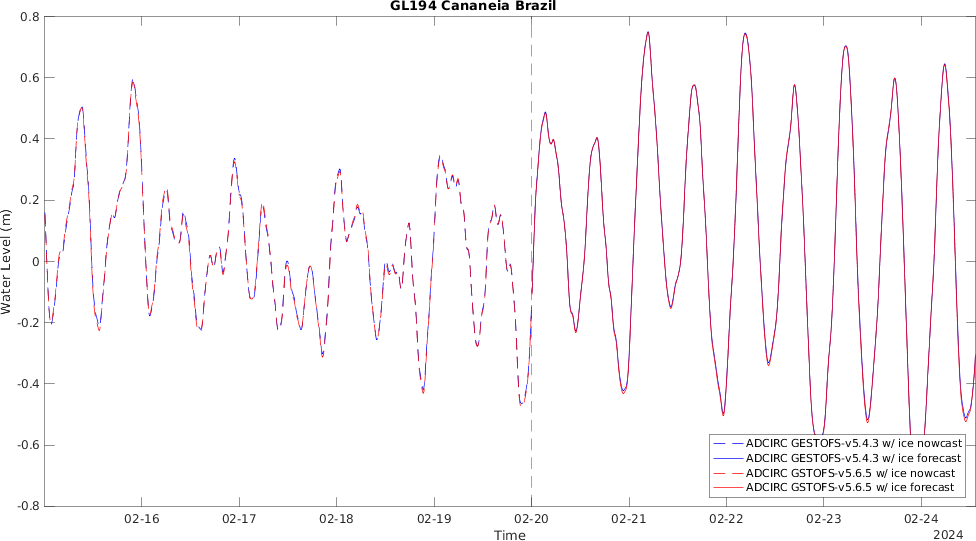 GL194 Cananeia Brazil
0.8
0.6
0.4
0.2
0
-0.2
-0.4
-0.6
-0.8
Water Level (m)
ADCIRC GESTOFS-v5.4.3 w/ ice nowcast
ADCIRC GESTOFS-v5.4.3 w/ ice forecast
ADCIRC GSTOFS-v5.6.5 w/ ice nowcast
ADCIRC GSTOFS-v5.6.5 w/ ice forecast
02-16 02-17 02-18 02-19 02-20 02-21 02-22 02-23 02-24
Time
2024